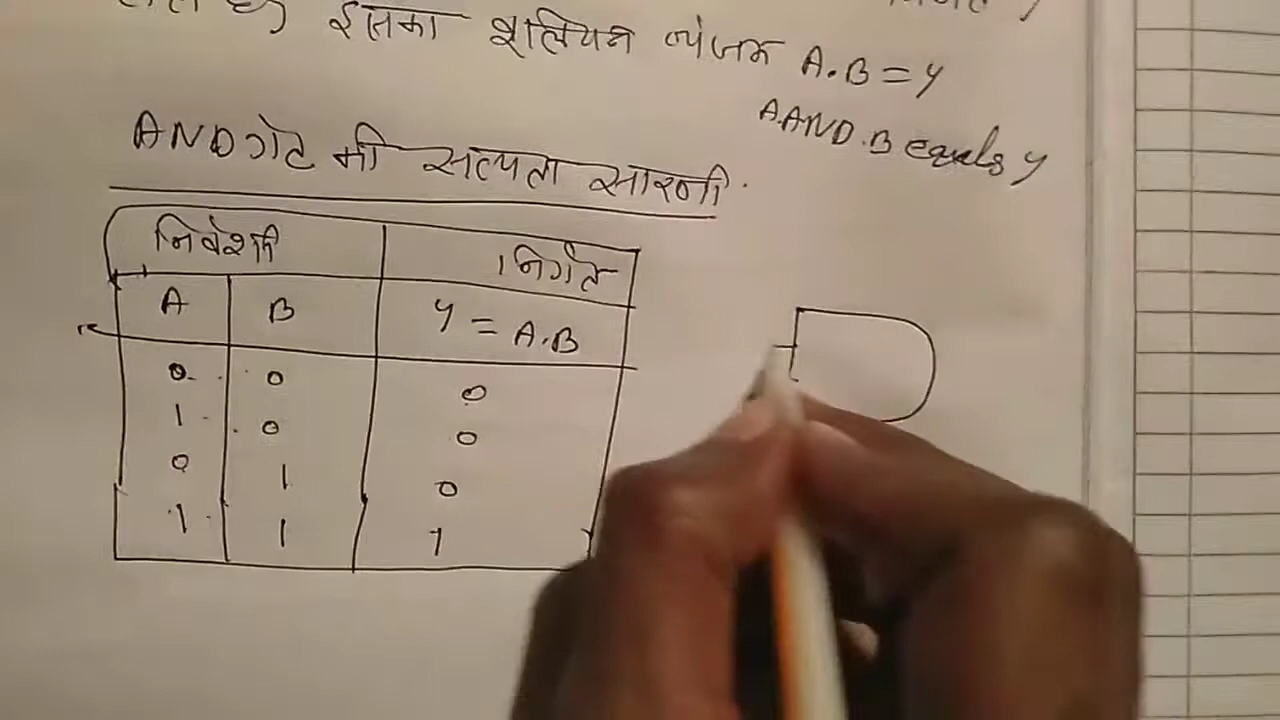 इसका बूलियन व्यंजक A.B = y
A.AND.B equals y
AND गेट की सत्यता सारणी
निवेशी निर्गत
A B y = A.B
0 0 0
1 0 0
0 1 0
1 1 1